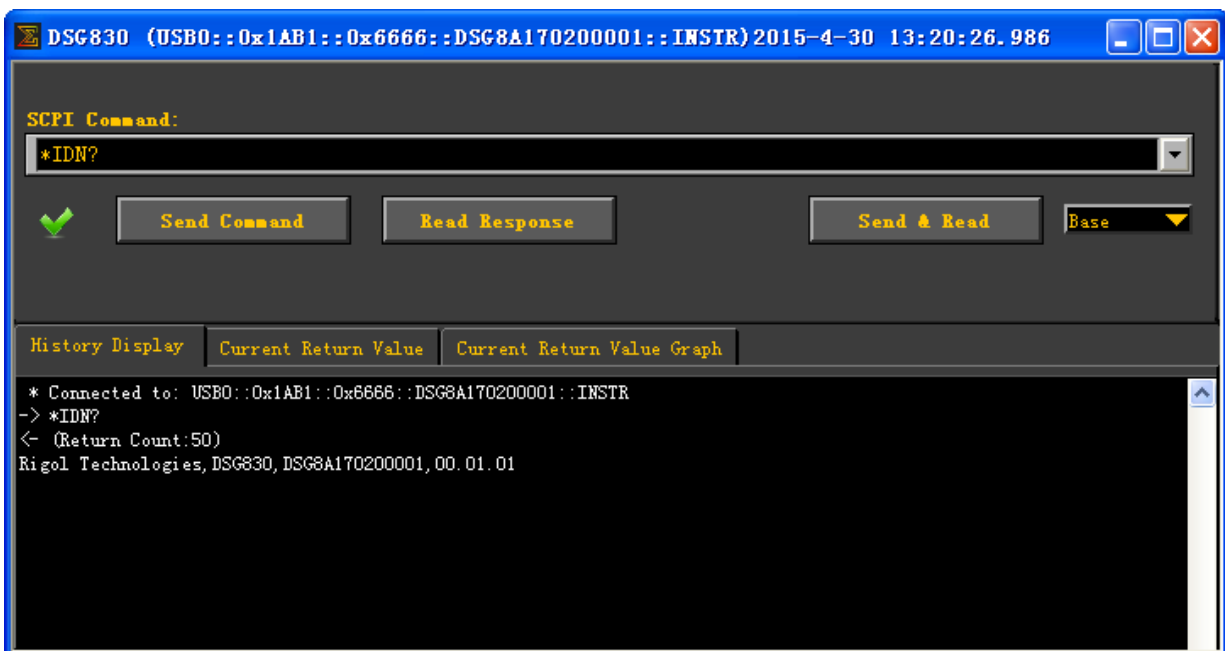 DSG830 (USB0::0x1AB1::0x6666::DSG8A170200001::INSTR)2015-4-30 13:20:26.986
SCPI Command:
*IDN?
Send Command Read Response Send & Read Base
History Display Current Return Value Current Return Value Graph
* Connected to: USB0::0x1AB1::0x6666::DSG8A170200001::INSTR
-> *IDN?
<- (Return Count:50)
Rigol Technologies,DSG830,DSG8A170200001,00.01.01